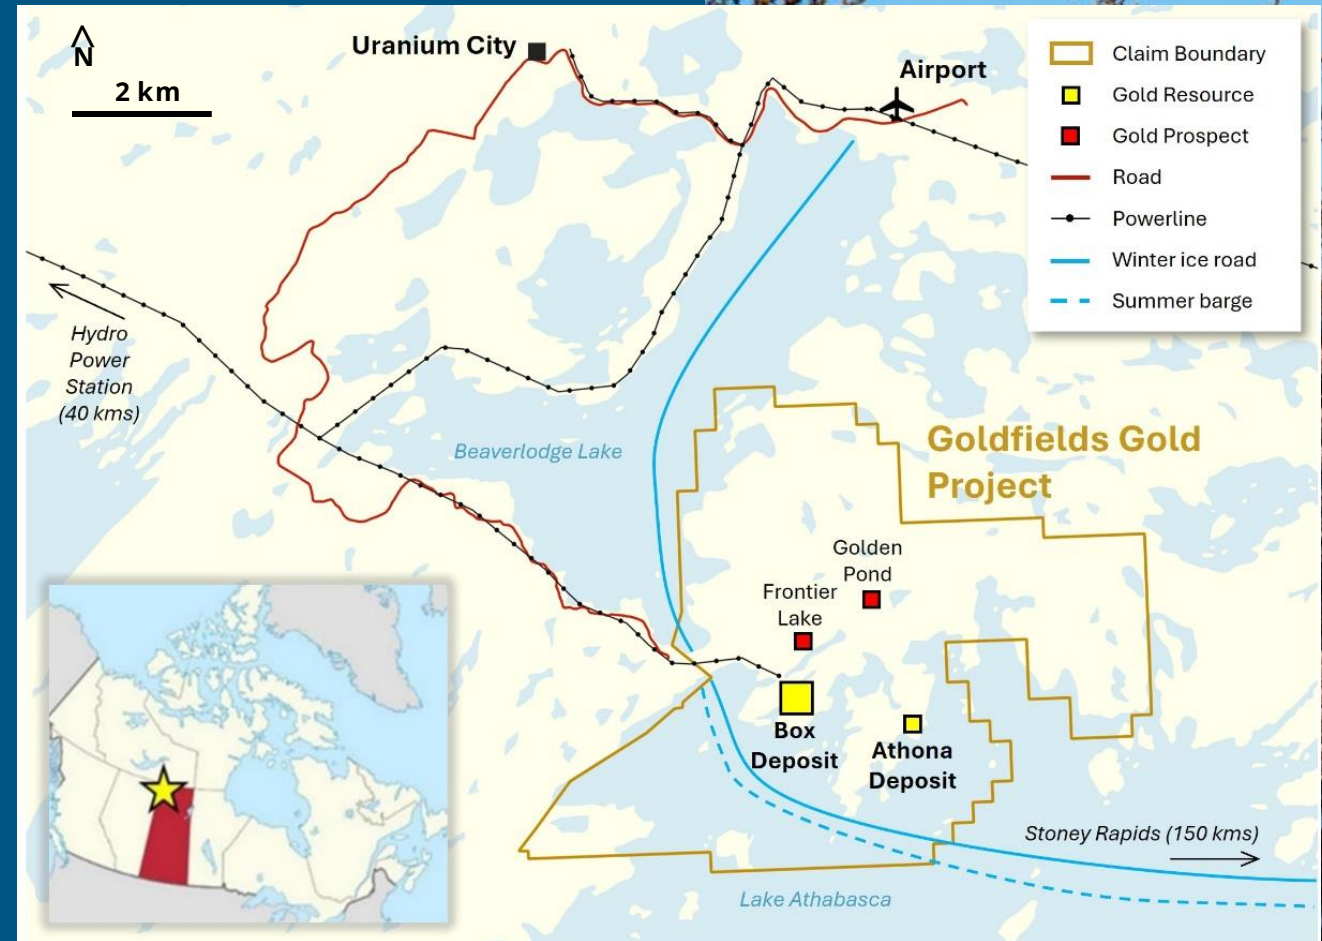 N
2 km
Uranium City
Airport
Claim Boundary
Gold Resource
Gold Prospect
Road
Powerline
Winter ice road
Summer barge
Hydro
Power
Station
(40 kms)
Beaverlodge Lake
Goldfields Gold
Project
Golden
Pond
Frontier
Lake
Box
Deposit
Athona
Deposit
Stoney Rapids (150 kms)
Lake Athabasca